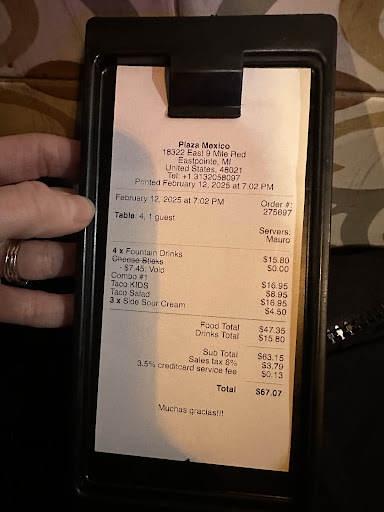 Plaza Mexico
18322 East 9 Mile Red
Eastpointe, MI
United States, 48021
Tel: +1 3132058097
Printed February 12, 2025 at 7:02 PM
February 12, 2025 at 7:02 PM
Order #:
275697
Table: 4, 1 guest
Servers:
Mauro
4 x Fountain Drinks $15.80
Cheese Sticks $0.00
- $7.45: Void
Combo #1 $16.95
Taco KIDS $8.95
Taco Salad $16.95
3 x Side Sour Cream $4.50
Food Total $47.35
Drinks Total $15.80
Sub Total $63.15
Sales tax 6% $3.79
3.5% creditcard service fee $0.13
Total $67.07
Muchas gracias!!!